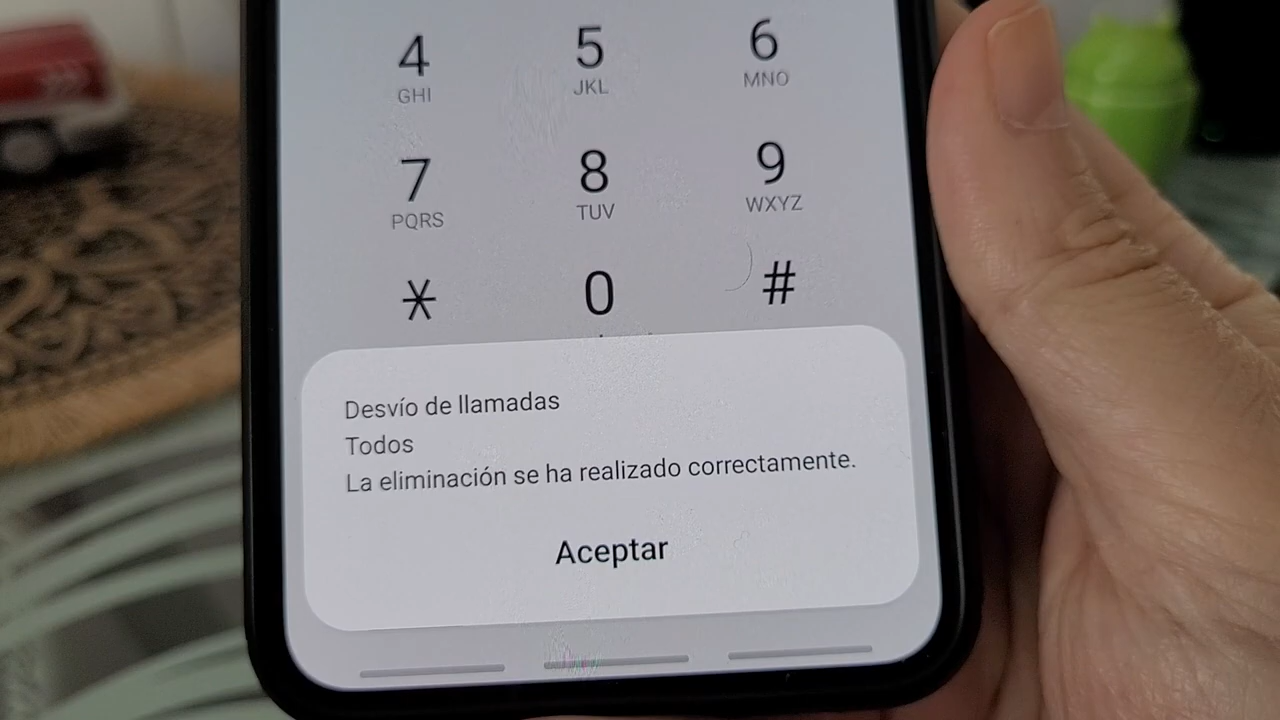 4 5 6
GHI JKL MNO
7 8 9
PQRS TUV WXYZ
* 0 #
Desvío de llamadas
Todos
La eliminación se ha realizado correctamente.
Aceptar